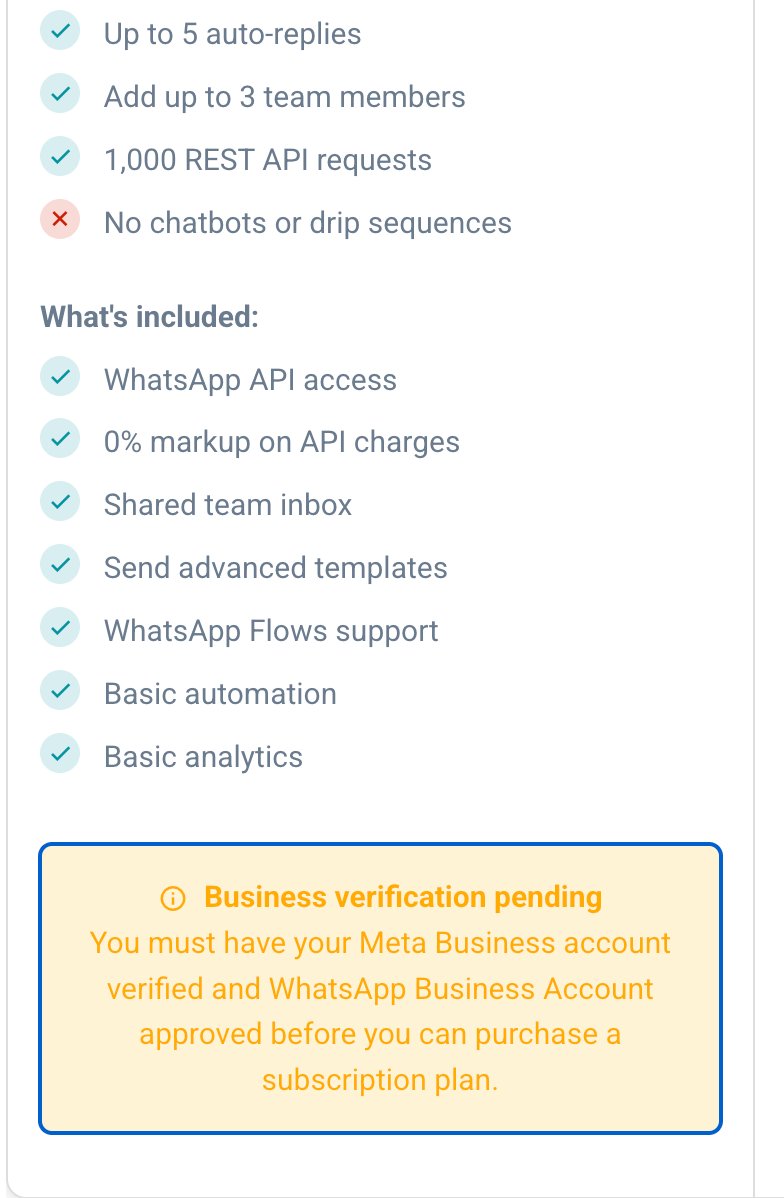 Up to 5 auto-replies
Add up to 3 team members
1,000 REST API requests
No chatbots or drip sequences
What's included:
WhatsApp API access
0% markup on API charges
Shared team inbox
Send advanced templates
WhatsApp Flows support
Basic automation
Basic analytics
Business verification pending
You must have your Meta Business account
verified and WhatsApp Business Account
approved before you can purchase a
subscription plan.